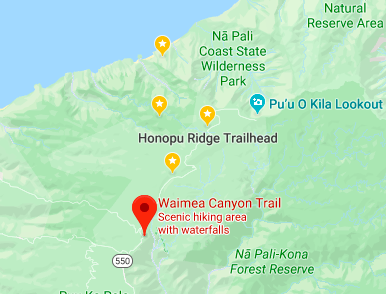 Natural
Reserve Area
Nā Pali
Coast State
Wilderness
Park
Pu'u O Kila Lookout
Honopu Ridge Trailhead
Waimea Canyon Trail
Scenic hiking area
with waterfalls
550
Nā Pali-Kona
Forest Reserve